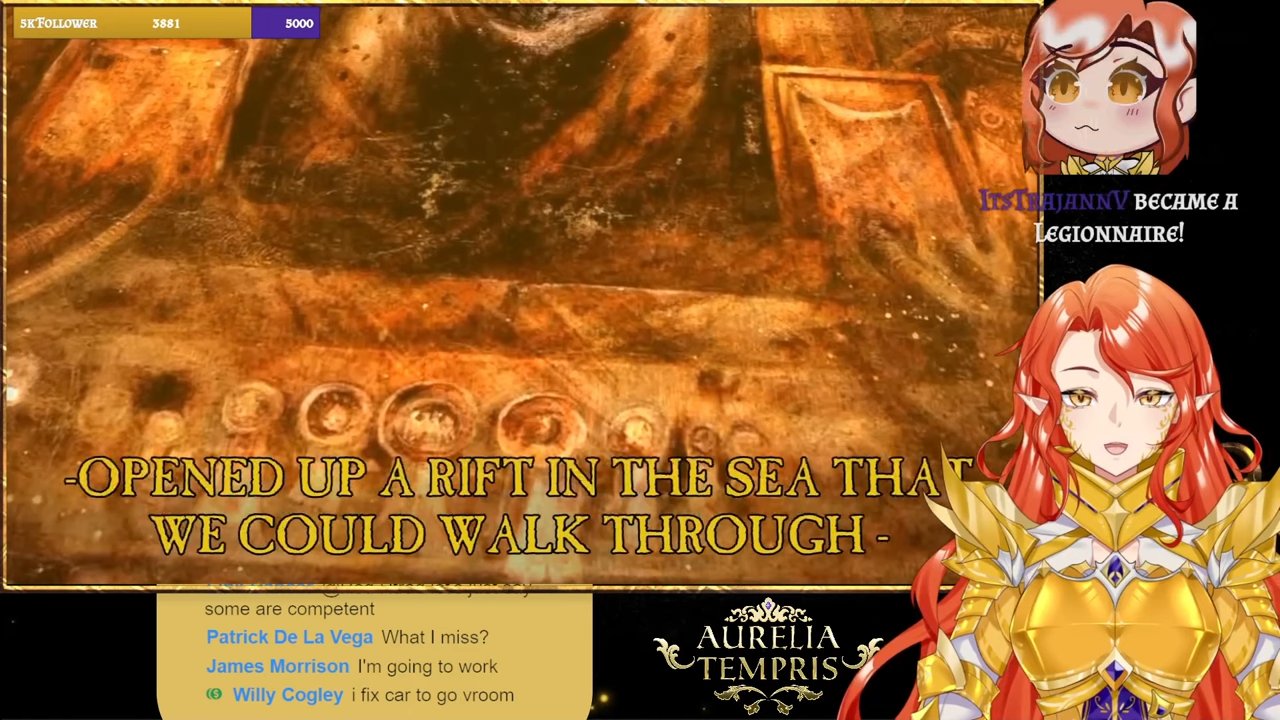 5K Follower 3881 5000
ItsTrajannV became a
Legionnaire!
-OPENED UP A RIFT IN THE SEA THAT
WE COULD WALK THROUGH -
some are competent
Patrick De La Vega What I miss?
James Morrison I'm going to work
Willy Cogley i fix car to go vroom
AURELIA
TEMPRIS